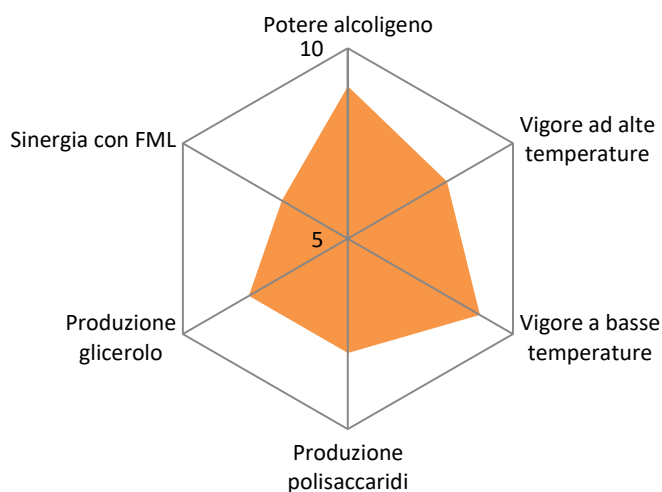 Potere alcoligeno
10
Vigore ad alte
temperature
Sinergia con FML
5
Produzione
glicerolo
Vigore a basse
temperature
Produzione
polisaccaridi